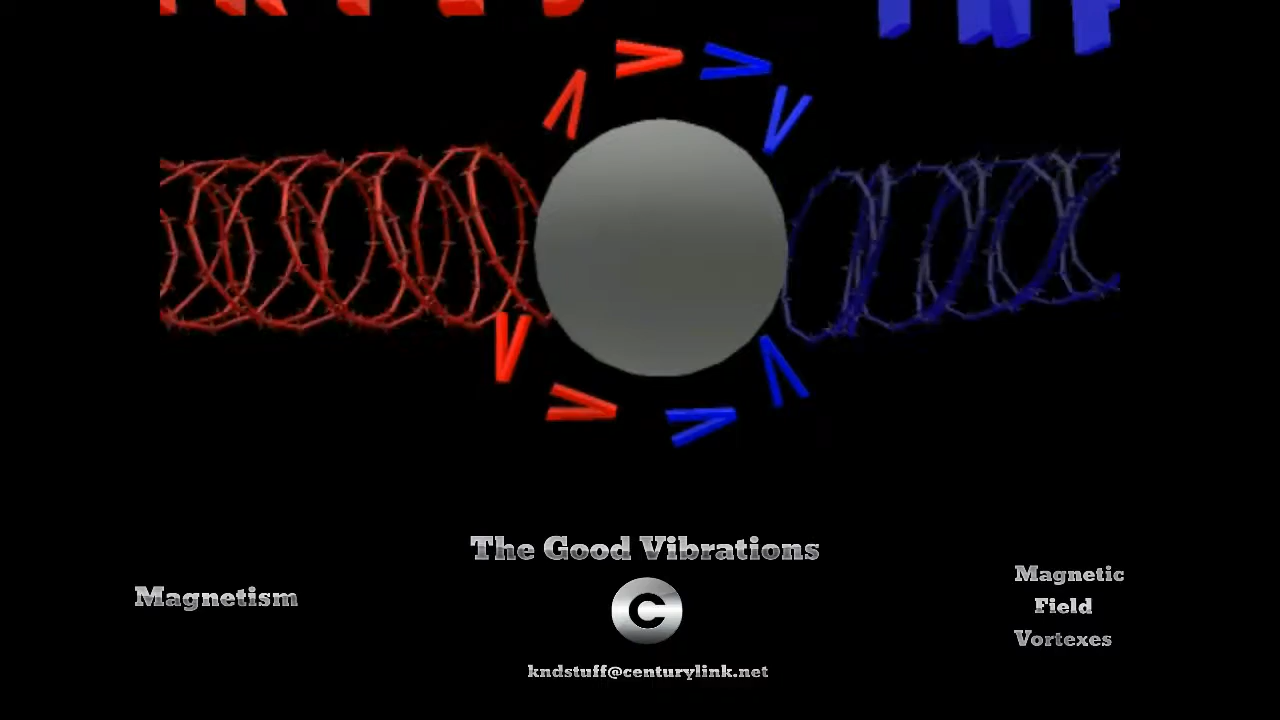 The Good Vibrations
Magnetism
Magnetic
Field
Vortexes
C
kndstuff@centurylink.net